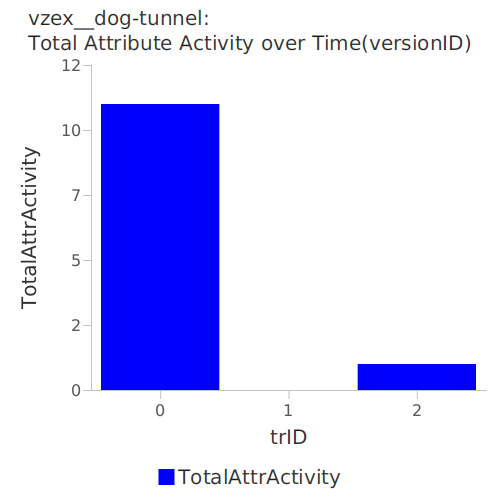 vzex__dog-tunnel:
Total Attribute Activity over Time(versionID)
TotalAttrActivity
12
10
7
5
2
0
0 1 2
trID
TotalAttrActivity